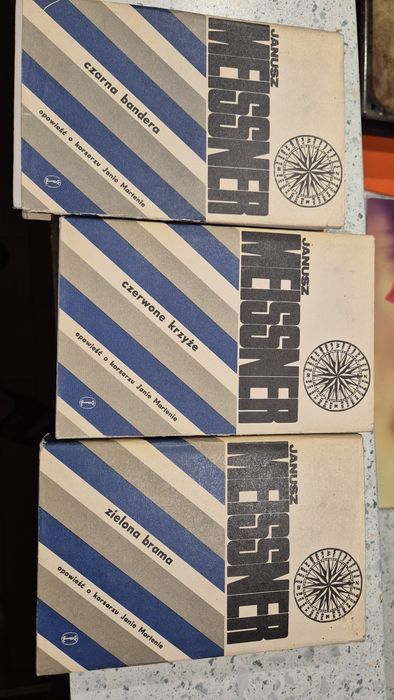 JANUSZ
MEISSNER
czarna bandera
opowieść o korsarzu Janie Martenie
JANUSZ
MEISSNER
czerwone krzyże
opowieść o korsarzu Janie Martenie
JANUSZ
MEISSNER
zielona brama
opowieść o korsarzu Janie Martenie